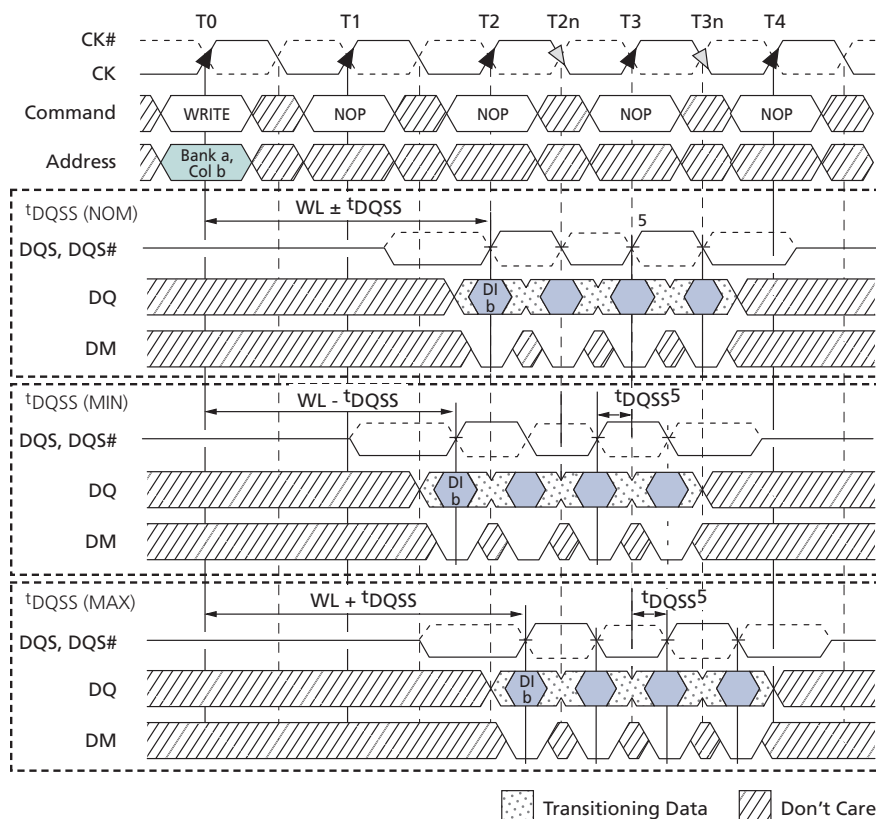 T0 T1 T2 T2n T3 T3n T4
CK#
CK
Command WRITE NOP NOP NOP NOP
Address Bank a, Col b
tDQSS (NOM) WL ± tDQSS
5
DQS, DQS#
DQ DI b
DM
tDQSS (MIN) WL - tDQSS tDQSS5
DQS, DQS#
DQ DI b
DM
tDQSS (MAX) WL + tDQSS tDQSS5
DQS, DQS#
DQ DI b
DM
Transitioning Data Don't Care